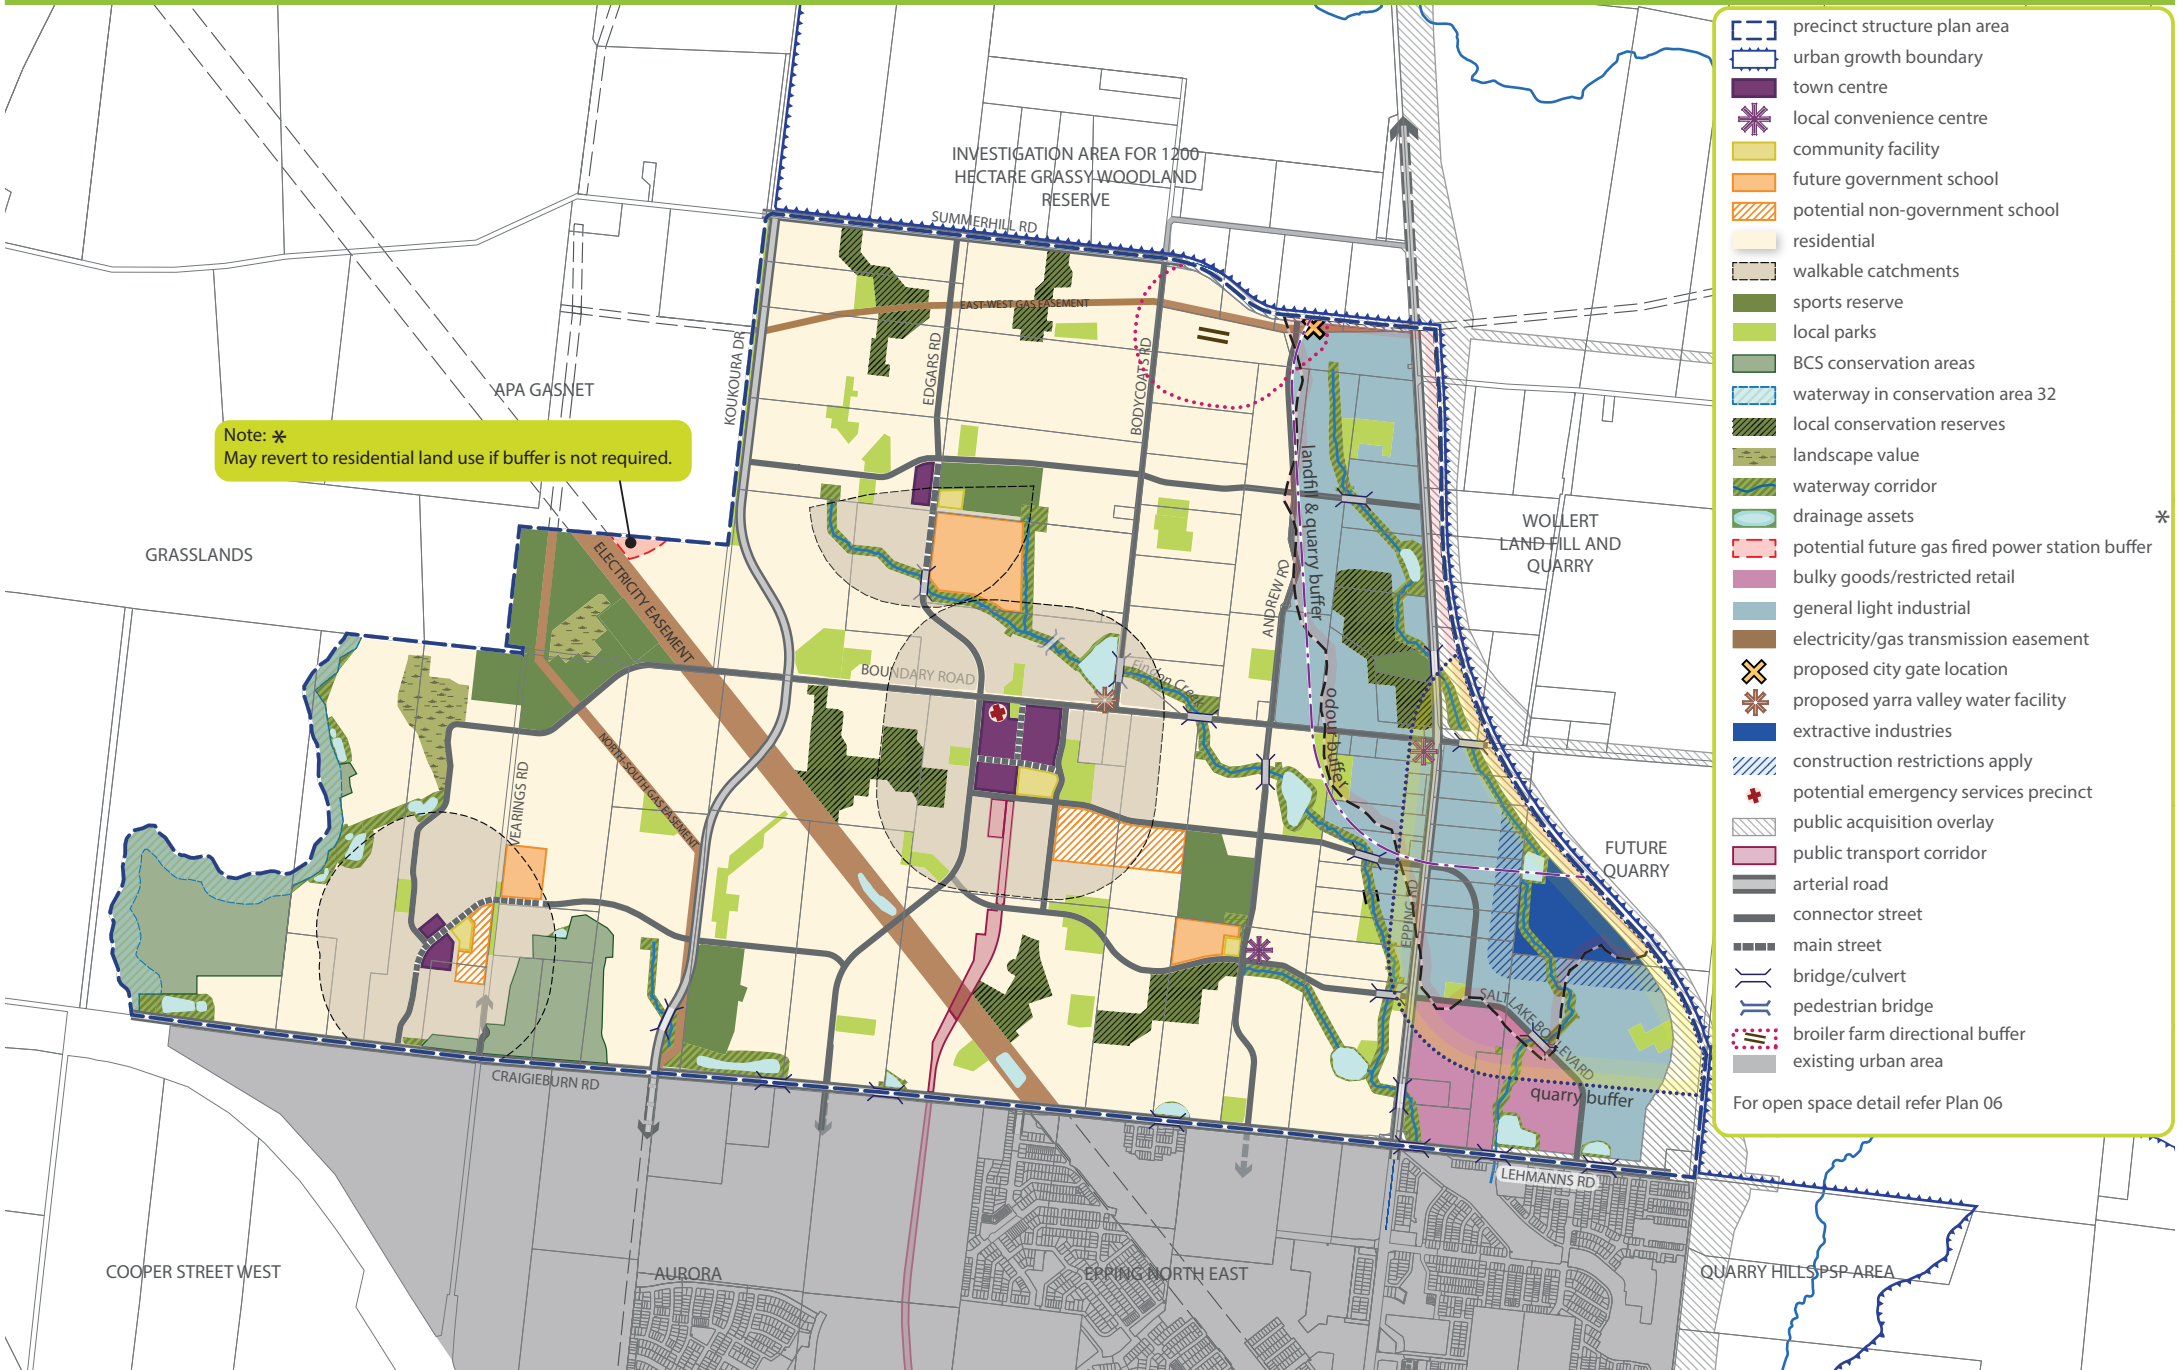 precinct structure plan area
urban growth boundary
town centre
local convenience centre
community facility
future government school
potential non-government school
residential
walkable catchments
sports reserve
local parks
BCS conservation areas
waterway in conservation area 32
local conservation reserves
landscape value
waterway corridor
drainage assets
*
potential future gas fired power station buffer
bulky goods/restricted retail
general light industrial
electricity/gas transmission easement
proposed city gate location
proposed yarra valley water facility
extractive industries
construction restrictions apply
potential emergency services precinct
public acquisition overlay
public transport corridor
arterial road
connector street
main street
bridge/culvert
pedestrian bridge
broiler farm directional buffer
existing urban area
For open space detail refer Plan 06
INVESTIGATION AREA FOR 1200
HECTARE GRASSY WOODLAND
RESERVE
SUMMERHILL RD
EAST-WEST GAS EASEMENT
KOUKOURA DR
EDGARS RD
BODYCOATS RD
APA GASNET
Note: *
May revert to residential land use if buffer is not required.
GRASSLANDS
ELECTRICITY EASEMENT
landfill & quarry buffer
WOLLERT
LAND FILL AND
QUARRY
ANDREW RD
BOUNDARY ROAD
Findon Creek
odour buffer
NORTH-SOUTH GAS EASEMENT
VEARINGS RD
FUTURE
QUARRY
EPPING RD
SALT LAKE BOULEVARD
quarry buffer
CRAIGIEBURN RD
LEHMANNS RD
COOPER STREET WEST
AURORA
EPPING NORTH EAST
QUARRY HILLS PSP AREA